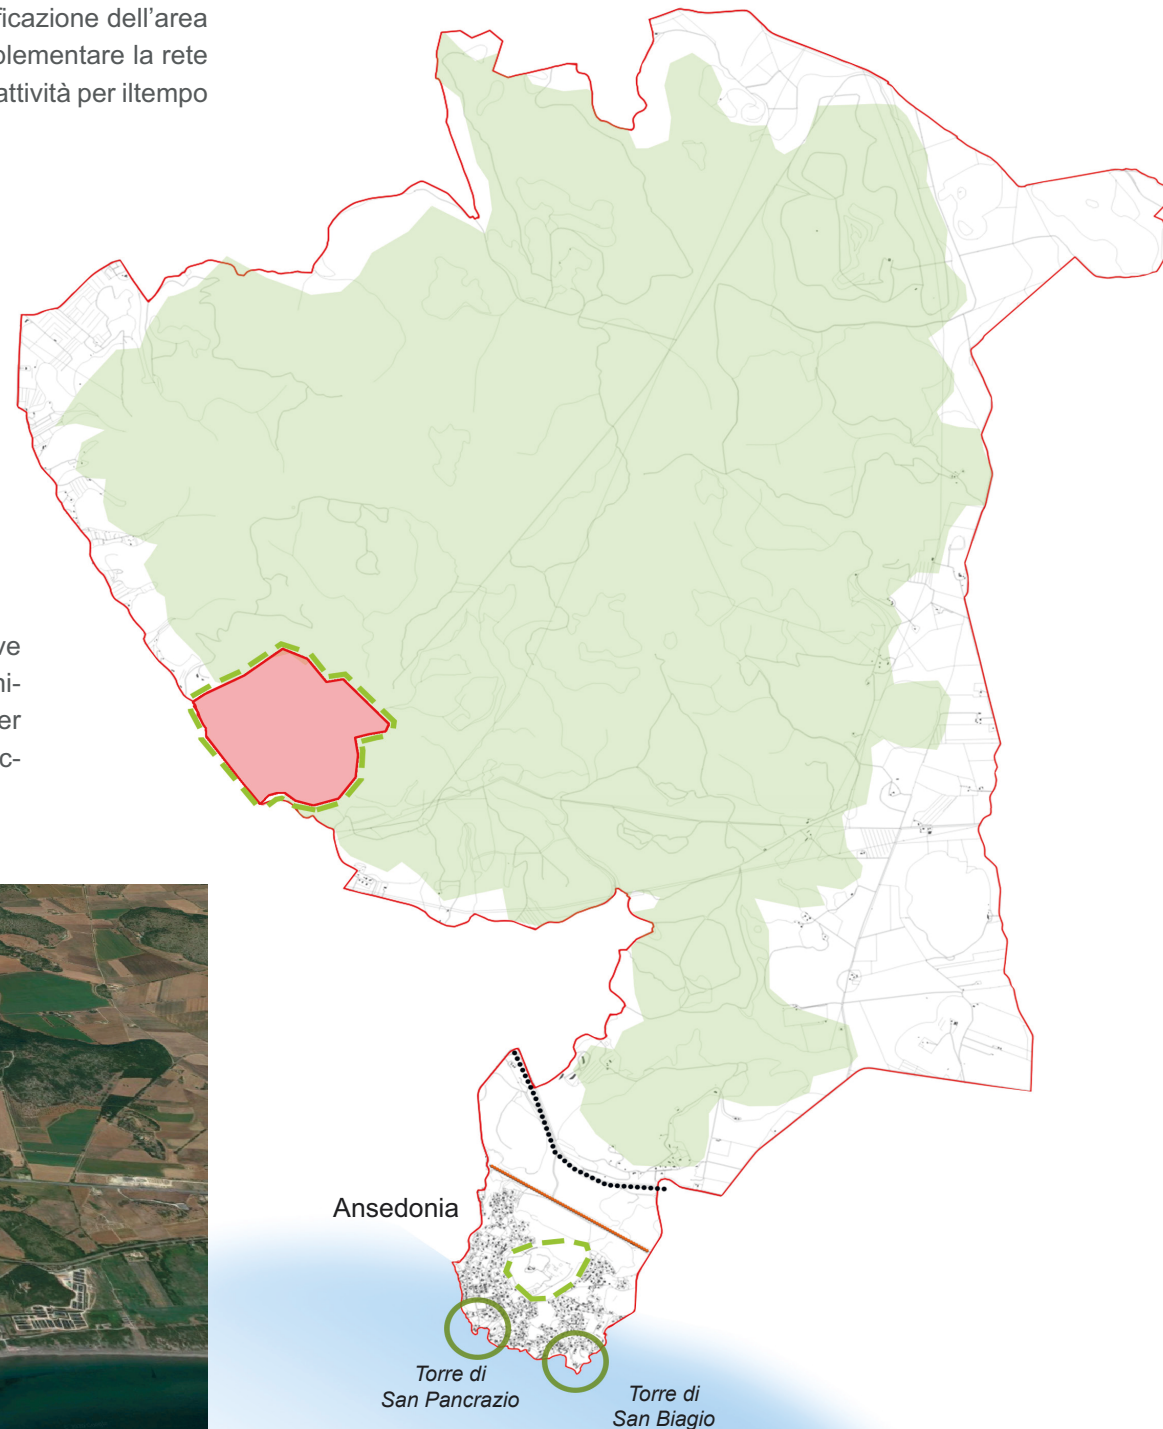 ficazione dell’area
plementare la rete
attività per iltempo
ve
ni-
er
c-
Ansedonia
Torre di
San Pancrazio
Torre di
San Biagio